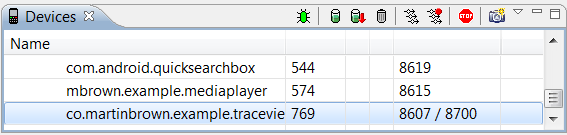 Devices
STOP
Name
com.android.quicksearchbox 544 8619
mbrown.example.mediaplayer 574 8615
co.martinbrown.example.tracevie 769 8607 / 8700